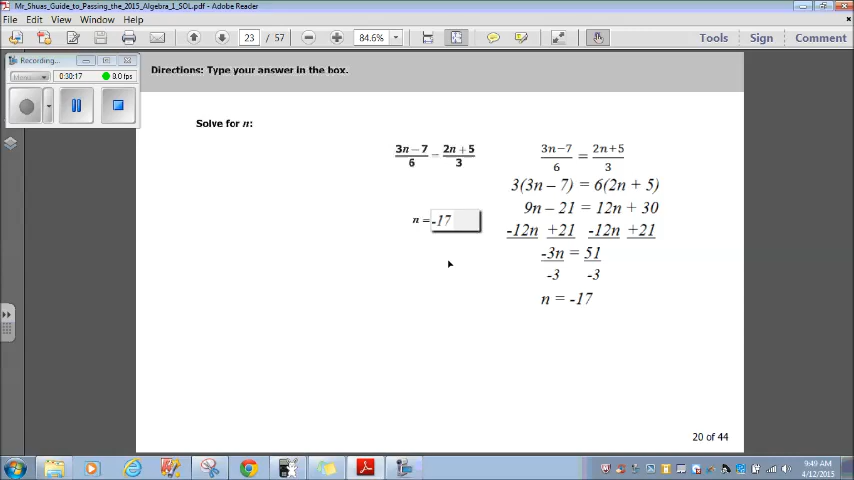 Mr_Shuas_Guide_to_Passing_the_2015_Algebra_1_SOL.pdf - Adobe Reader
File Edit View Window Help
23 / 57 84.6% Tools Sign Comment
Recording...
Menu 0:30:17 8.0 fps
Directions: Type your answer in the box.
Solve for n:
3n – 7 / 6 = 2n + 5 / 3
n = -17
3n−7 / 6 = 2n+5 / 3
3(3n – 7) = 6(2n + 5)
9n – 21 = 12n + 30
-12n +21 -12n +21
-3n = 51
-3 -3
n = -17
20 of 44
9:49 AM
4/12/2015